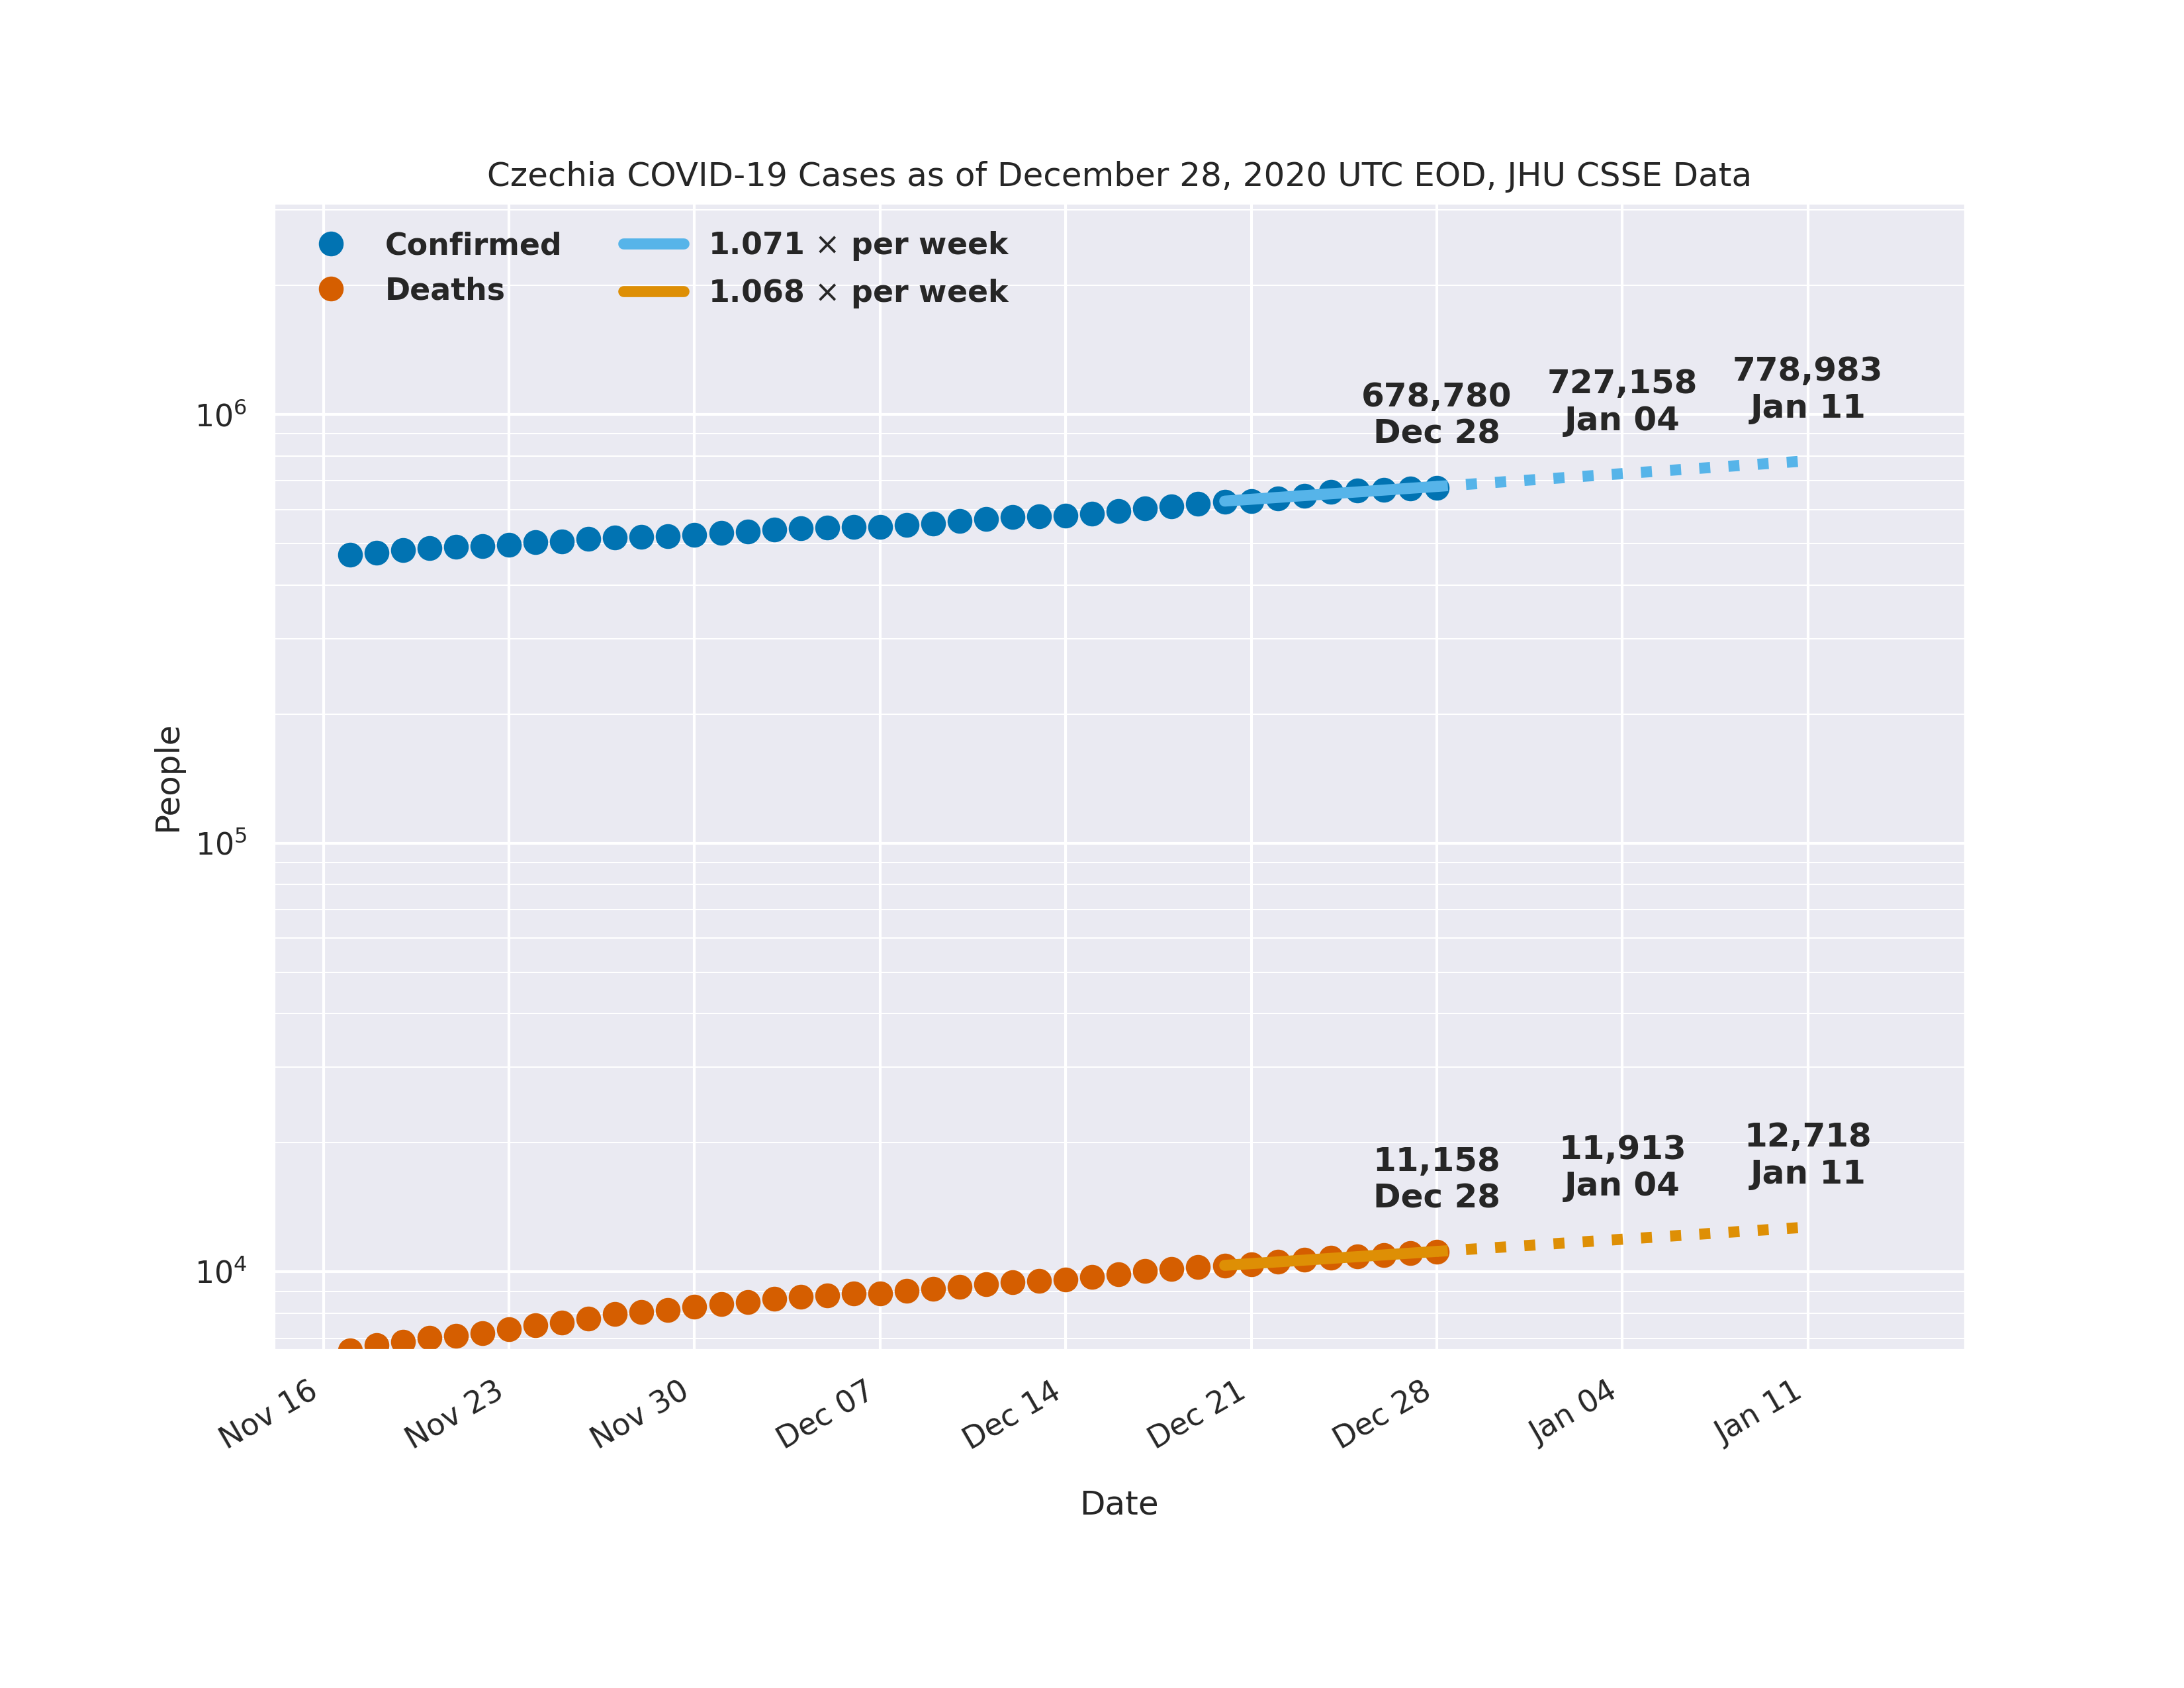 Czechia COVID-19 Cases as of December 28, 2020 UTC EOD, JHU CSSE Data
Confirmed
Deaths
1.071 × per week
1.068 × per week
678,780
Dec 28
727,158
Jan 04
778,983
Jan 11
11,158
Dec 28
11,913
Jan 04
12,718
Jan 11
People
10⁶
10⁵
10⁴
Nov 16
Nov 23
Nov 30
Dec 07
Dec 14
Dec 21
Dec 28
Jan 04
Jan 11
Date